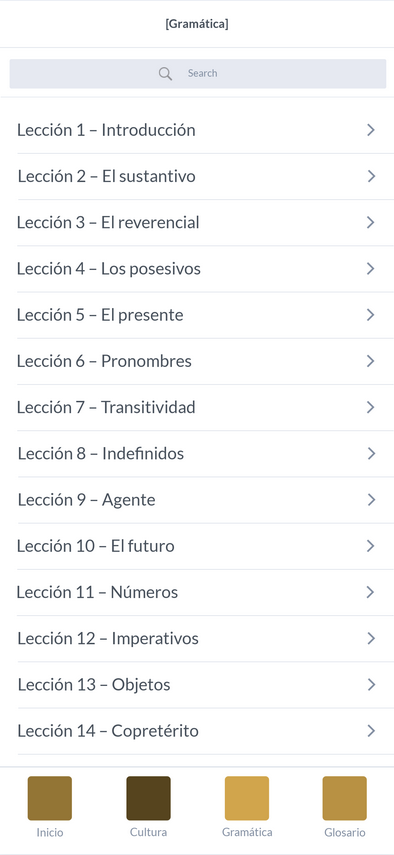 [Gramática]
Search
Lección 1 – Introducción
Lección 2 – El sustantivo
Lección 3 – El reverencial
Lección 4 – Los posesivos
Lección 5 – El presente
Lección 6 – Pronombres
Lección 7 – Transitividad
Lección 8 – Indefinidos
Lección 9 – Agente
Lección 10 – El futuro
Lección 11 – Números
Lección 12 – Imperativos
Lección 13 – Objetos
Lección 14 – Copretérito
Inicio Cultura Gramática Glosario